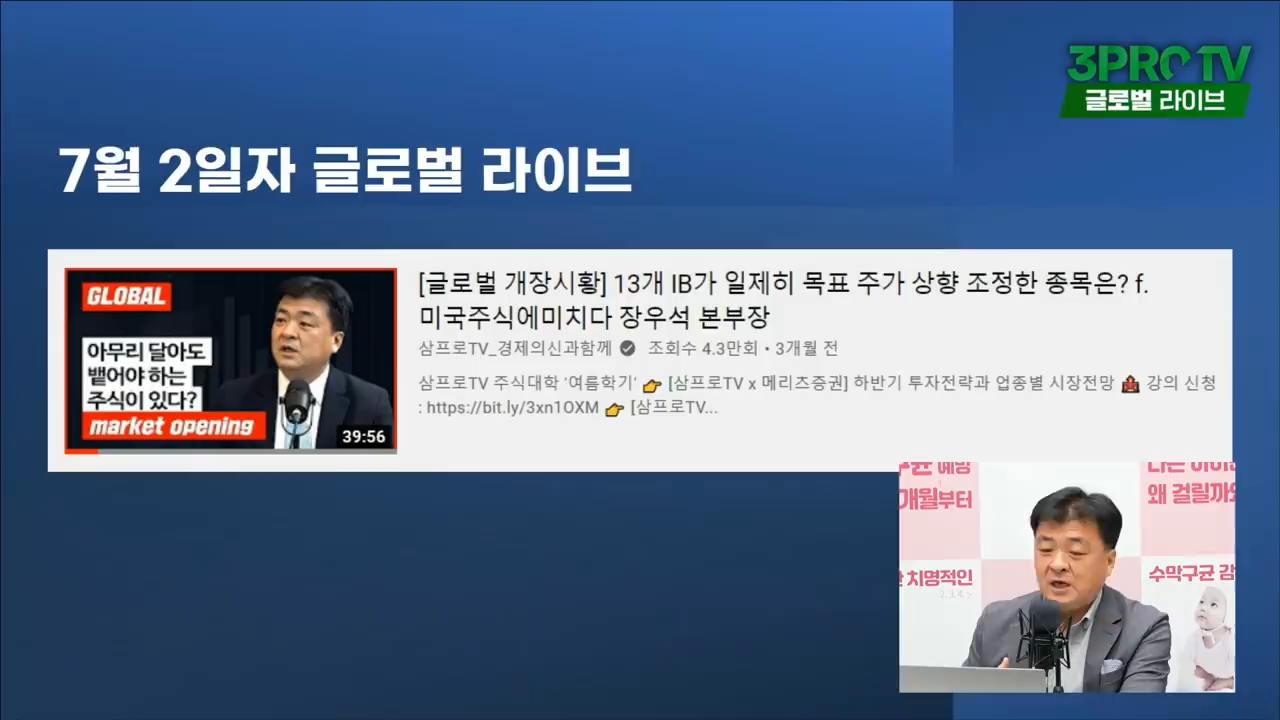 3PRO TV
글로벌 라이브
7월 2일자 글로벌 라이브
GLOBAL
아무리 달아도
뱉어야 하는
주식이 있다?
market opening
39:56
[글로벌 개장시황] 13개 IB가 일제히 목표 주가 상향 조정한 종목은? f.
미국주식에미치다 장우석 본부장
삼프로TV_경제의신과함께 조회수 4.3만회 • 3개월 전
삼프로TV 주식대학 '여름학기' 👉 [삼프로TV x 메리츠증권] 하반기 투자전략과 업종별 시장전망 📤 강의 신청
: https://bit.ly/3xn1OXM 👉 [삼프로TV...
개월부터
왜 걸릴까요
치명적인
2,3,4,>
수막구균 감